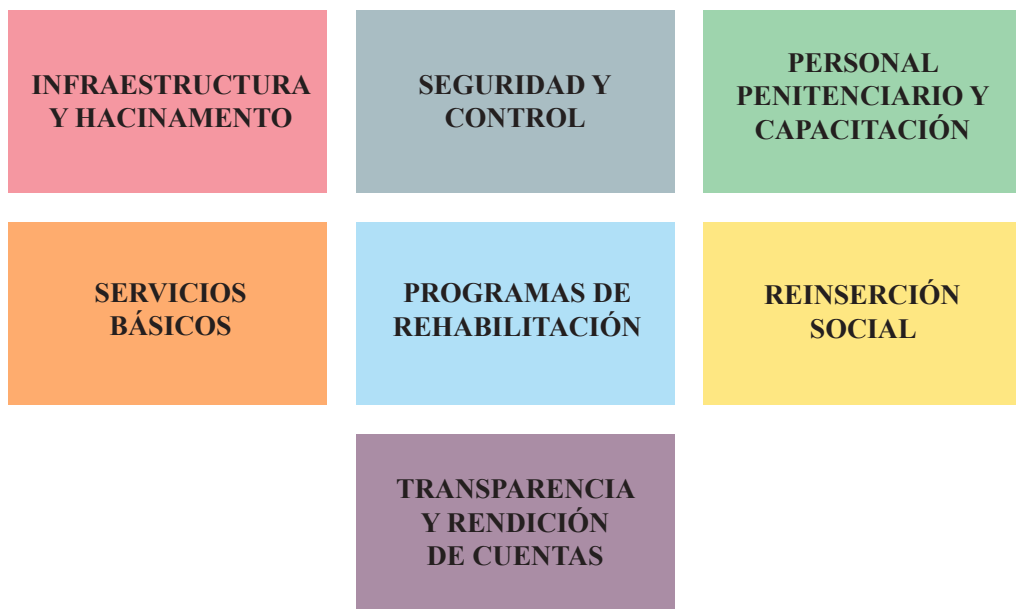 INFRAESTRUCTURA
Y HACINAMENTO
SEGURIDAD Y
CONTROL
PERSONAL
PENITENCIARIO Y
CAPACITACIÓN
SERVICIOS
BÁSICOS
PROGRAMAS DE
REHABILITACIÓN
REINSERCIÓN
SOCIAL
TRANSPARENCIA
Y RENDICIÓN
DE CUENTAS